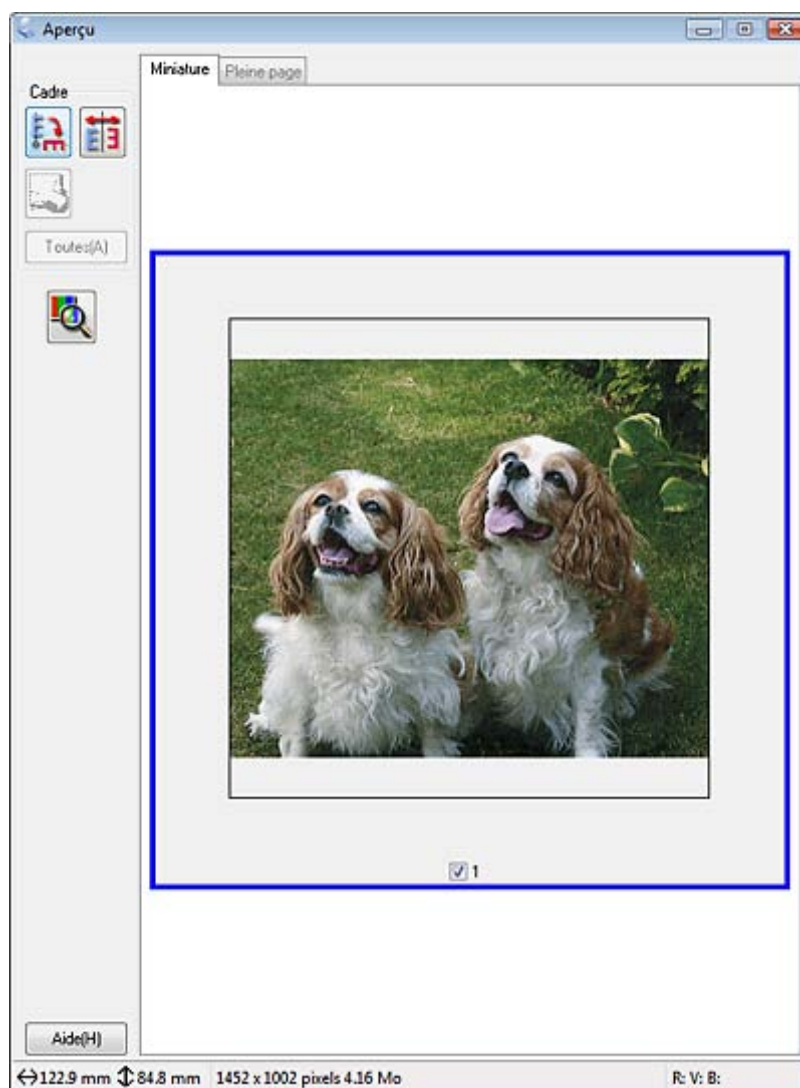 Aperçu
Miniature Pleine page
Cadre
Toutes(A)
1
Aide(H)
122.9 mm 84.8 mm 1452 x 1002 pixels 4.16 Mo R: V: B: